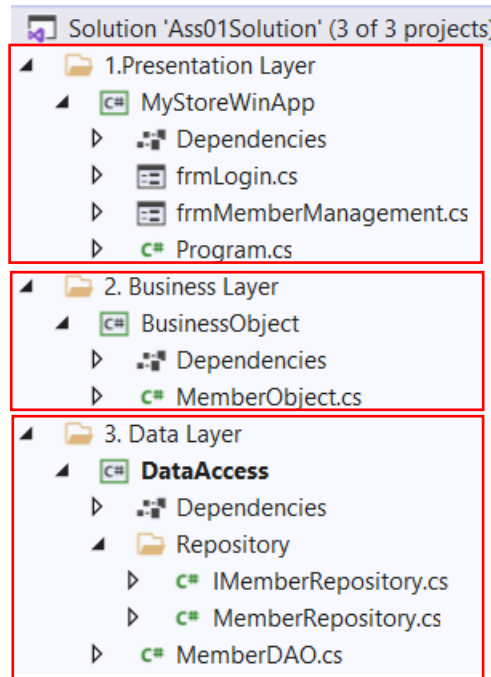 Solution 'Ass01Solution' (3 of 3 projects)
1.Presentation Layer
C# MyStoreWinApp
Dependencies
frmLogin.cs
frmMemberManagement.cs
C# Program.cs
2. Business Layer
C# BusinessObject
Dependencies
C# MemberObject.cs
3. Data Layer
C# DataAccess
Dependencies
Repository
C# IMemberRepository.cs
C# MemberRepository.cs
C# MemberDAO.cs